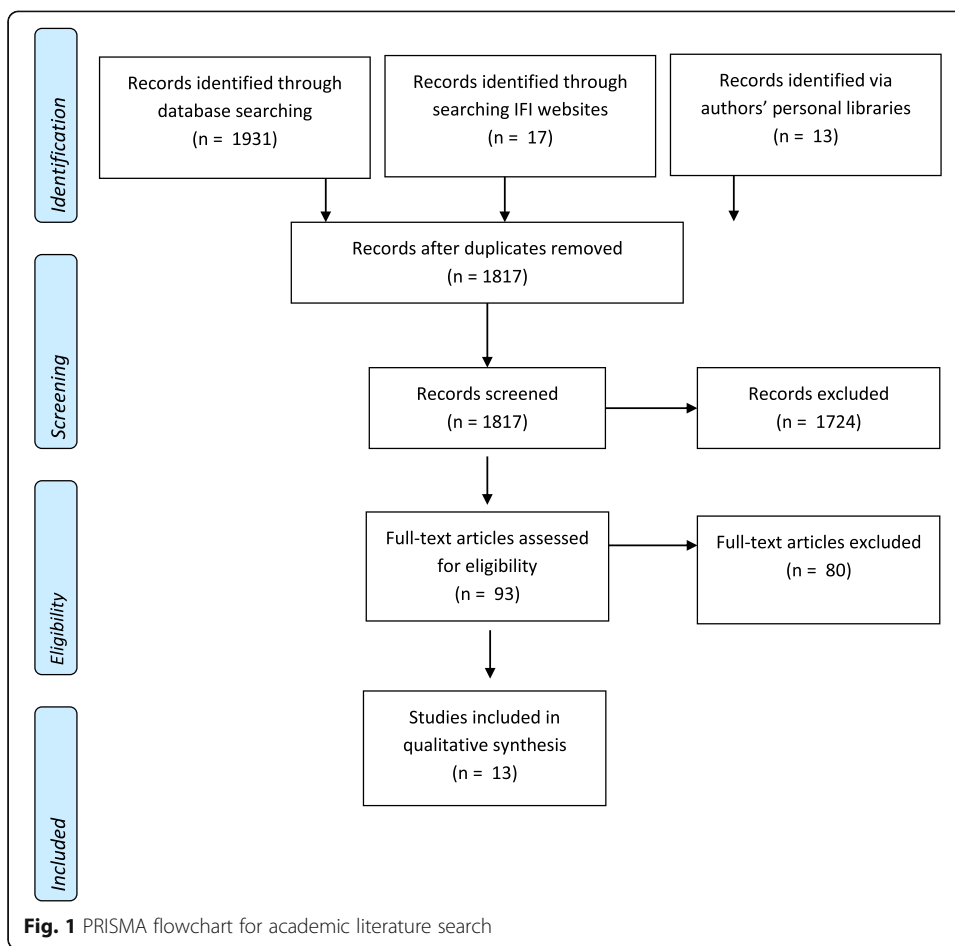 Identification
Records identified through
database searching
(n = 1931)
Records identified through
searching IFI websites
(n = 17)
Records identified via
authors' personal libraries
(n = 13)
Records after duplicates removed
(n = 1817)
Screening
Records screened
(n = 1817)
Records excluded
(n = 1724)
Eligibility
Full-text articles assessed
for eligibility
(n = 93)
Full-text articles excluded
(n = 80)
Included
Studies included in
qualitative synthesis
(n = 13)
Fig. 1 PRISMA flowchart for academic literature search